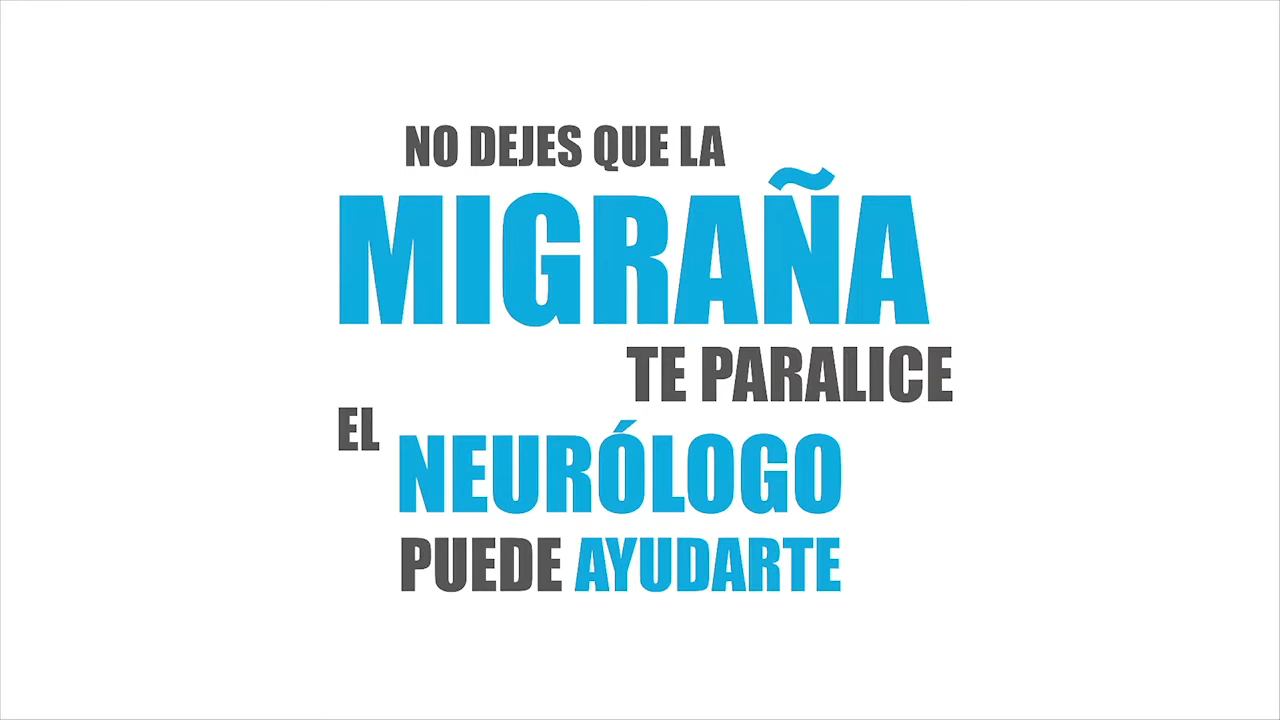 NO DEJES QUE LA
MIGRAÑA
TE PARALICE
EL
NEURÓLOGO
PUEDE AYUDARTE